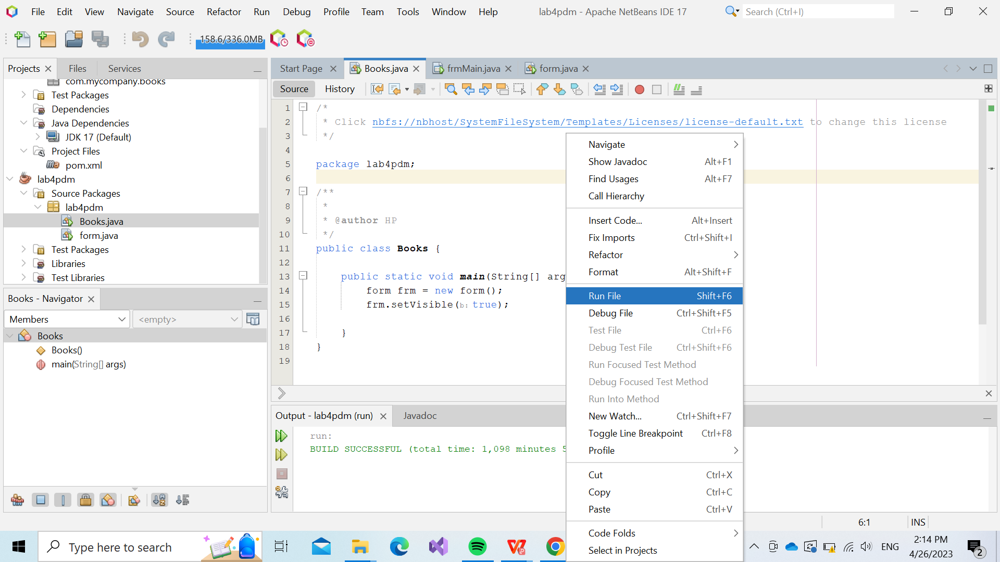 File Edit View Navigate Source Refactor Run Debug Profile Team Tools Window Help
lab4pdm - Apache NetBeans IDE 17
Search (Ctrl+I)
158.6/336.0MB
Projects Files Services
com.mycompany.books
Test Packages
Dependencies
Java Dependencies
JDK 17 (Default)
Project Files
pom.xml
lab4pdm
Source Packages
lab4pdm
Books.java
form.java
Test Packages
Libraries
Test Libraries
Books - Navigator
Members
<empty>
Books
Books()
main(String[] args)
Start Page Books.java frmMain.java form.java
Source History
1 /*
2 * Click nbfs://nbhost/SystemFileSystem/Templates/Licenses/license-default.txt to change this license
3 */
4
5 package lab4pdm;
6
7 /**
8 *
9 * @author HP
10 */
11 public class Books {
12
13 public static void main(String[] arg
14 form frm = new form();
15 frm.setVisible(b: true);
16
17 }
18 }
19
Output - lab4pdm (run) Javadoc
run:
BUILD SUCCESSFUL (total time: 1,098 minutes 5
Navigate
Show Javadoc Alt+F1
Find Usages Alt+F7
Call Hierarchy
Insert Code... Alt+Insert
Fix Imports Ctrl+Shift+I
Refactor
Format Alt+Shift+F
Run File Shift+F6
Debug File Ctrl+Shift+F5
Test File Ctrl+F6
Debug Test File Ctrl+Shift+F6
Run Focused Test Method
Debug Focused Test Method
Run Into Method
New Watch... Ctrl+Shift+F7
Toggle Line Breakpoint Ctrl+F8
Profile
Cut Ctrl+X
Copy Ctrl+C
Paste Ctrl+V
Code Folds
Select in Projects
6:1 INS
Type here to search
ENG
2:14 PM
4/26/2023
2